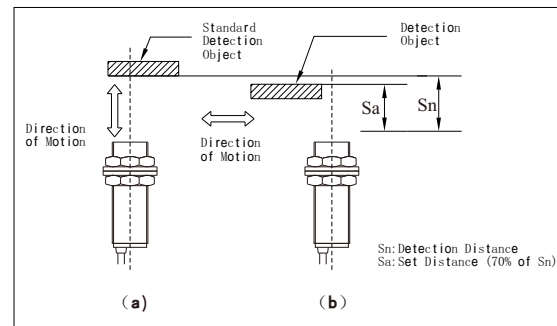 Standard
Detection
Object
Detection
Object
Direction
of Motion
Direction
of Motion
Sa
Sn
Sn:Detection Distance
Sa:Set Distance (70% of Sn)
(a)
(b)